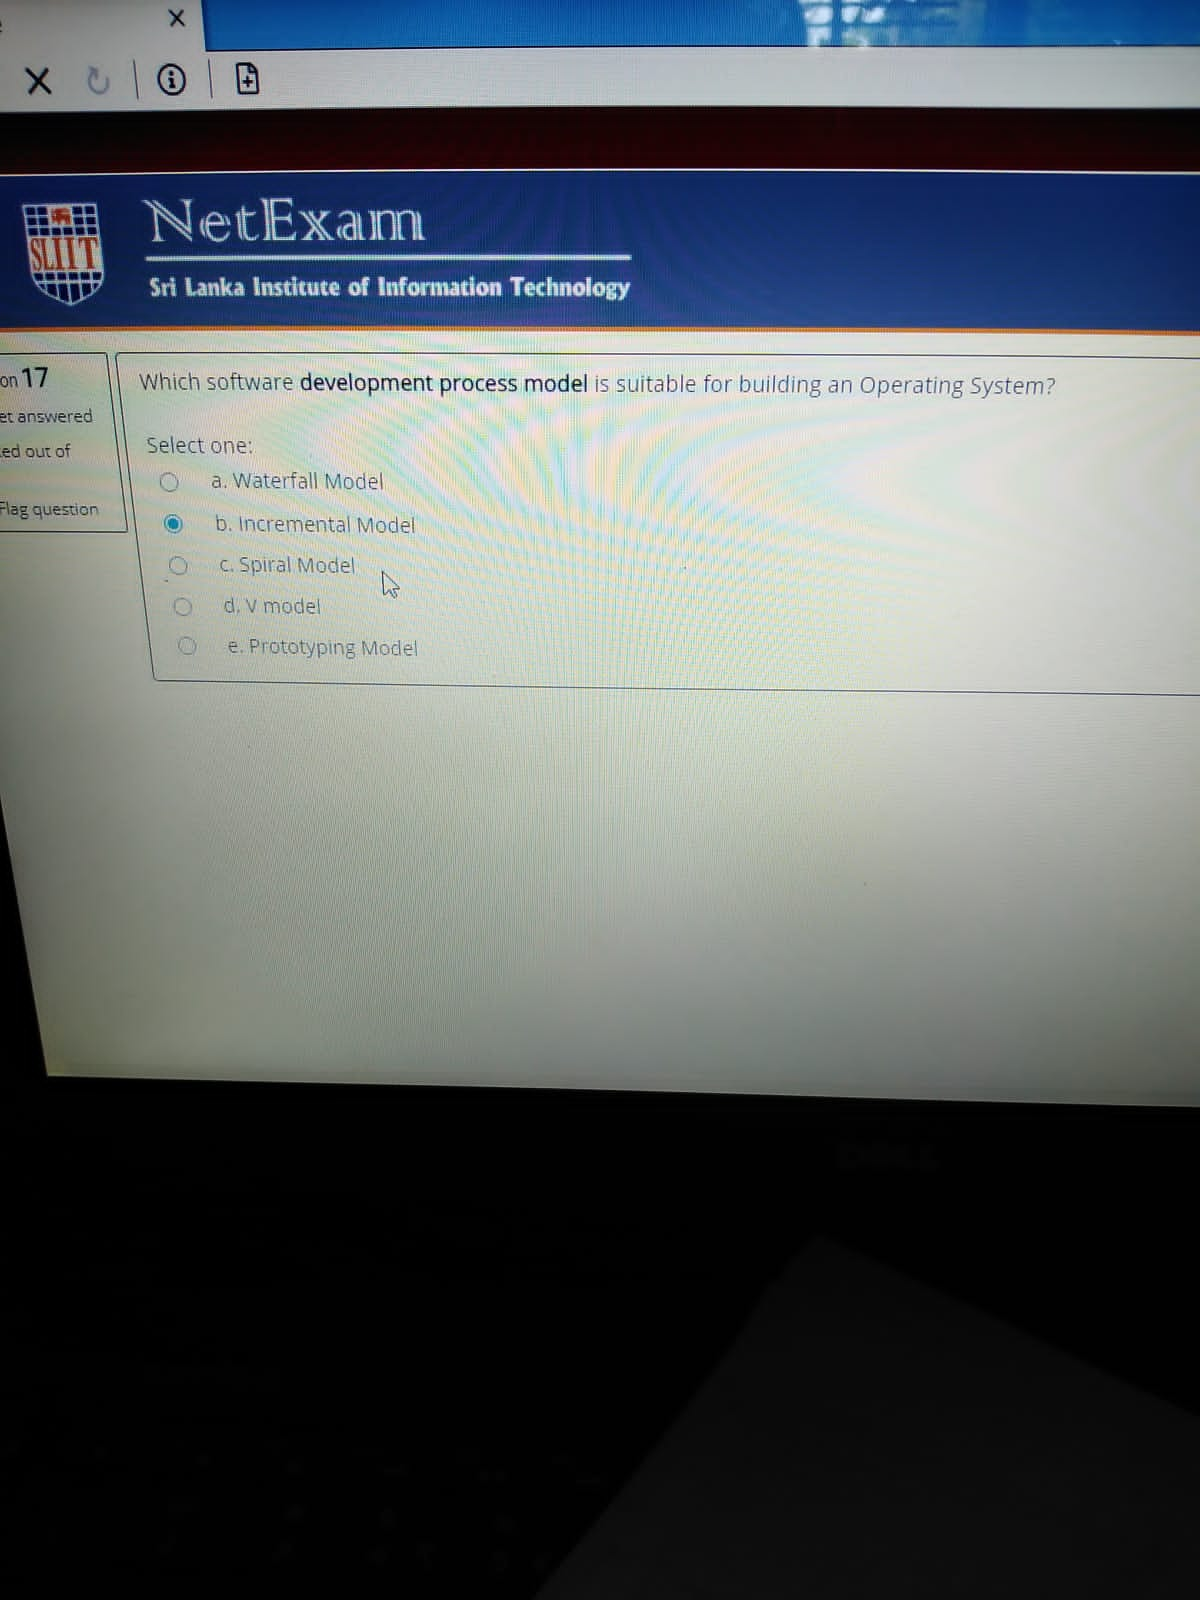 NetExam
SLIIT
Sri Lanka Institute of Information Technology
on 17
et answered
ed out of
Flag question
Which software development process model is suitable for building an Operating System?
Select one:
a. Waterfall Model
b. Incremental Model
c. Spiral Model
d. V model
e. Prototyping Model